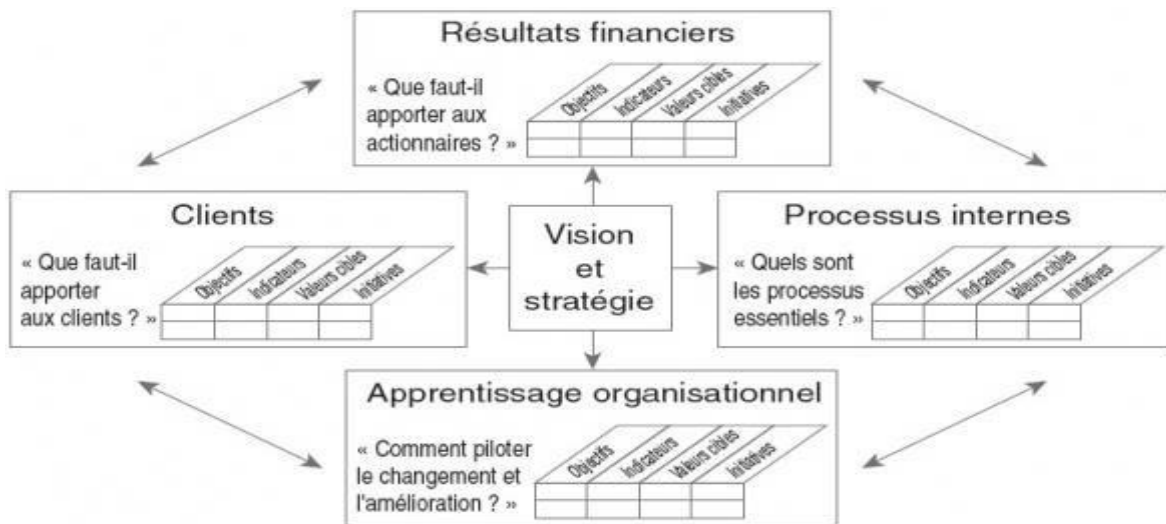 Résultats financiers
« Que faut-il
apporter aux
actionnaires ? »
Objectifs
Indicateurs
Valeurs cibles
Initiatives
Clients
« Que faut-il
apporter
aux clients ? »
Objectifs
Indicateurs
Valeurs cibles
Initiatives
Vision
et
stratégie
Processus internes
« Quels sont
les processus
essentiels ? »
Objectifs
Indicateurs
Valeurs cibles
Initiatives
Apprentissage organisationnel
« Comment piloter
le changement et
l'amélioration ? »
Objectifs
Indicateurs
Valeurs cibles
Initiatives